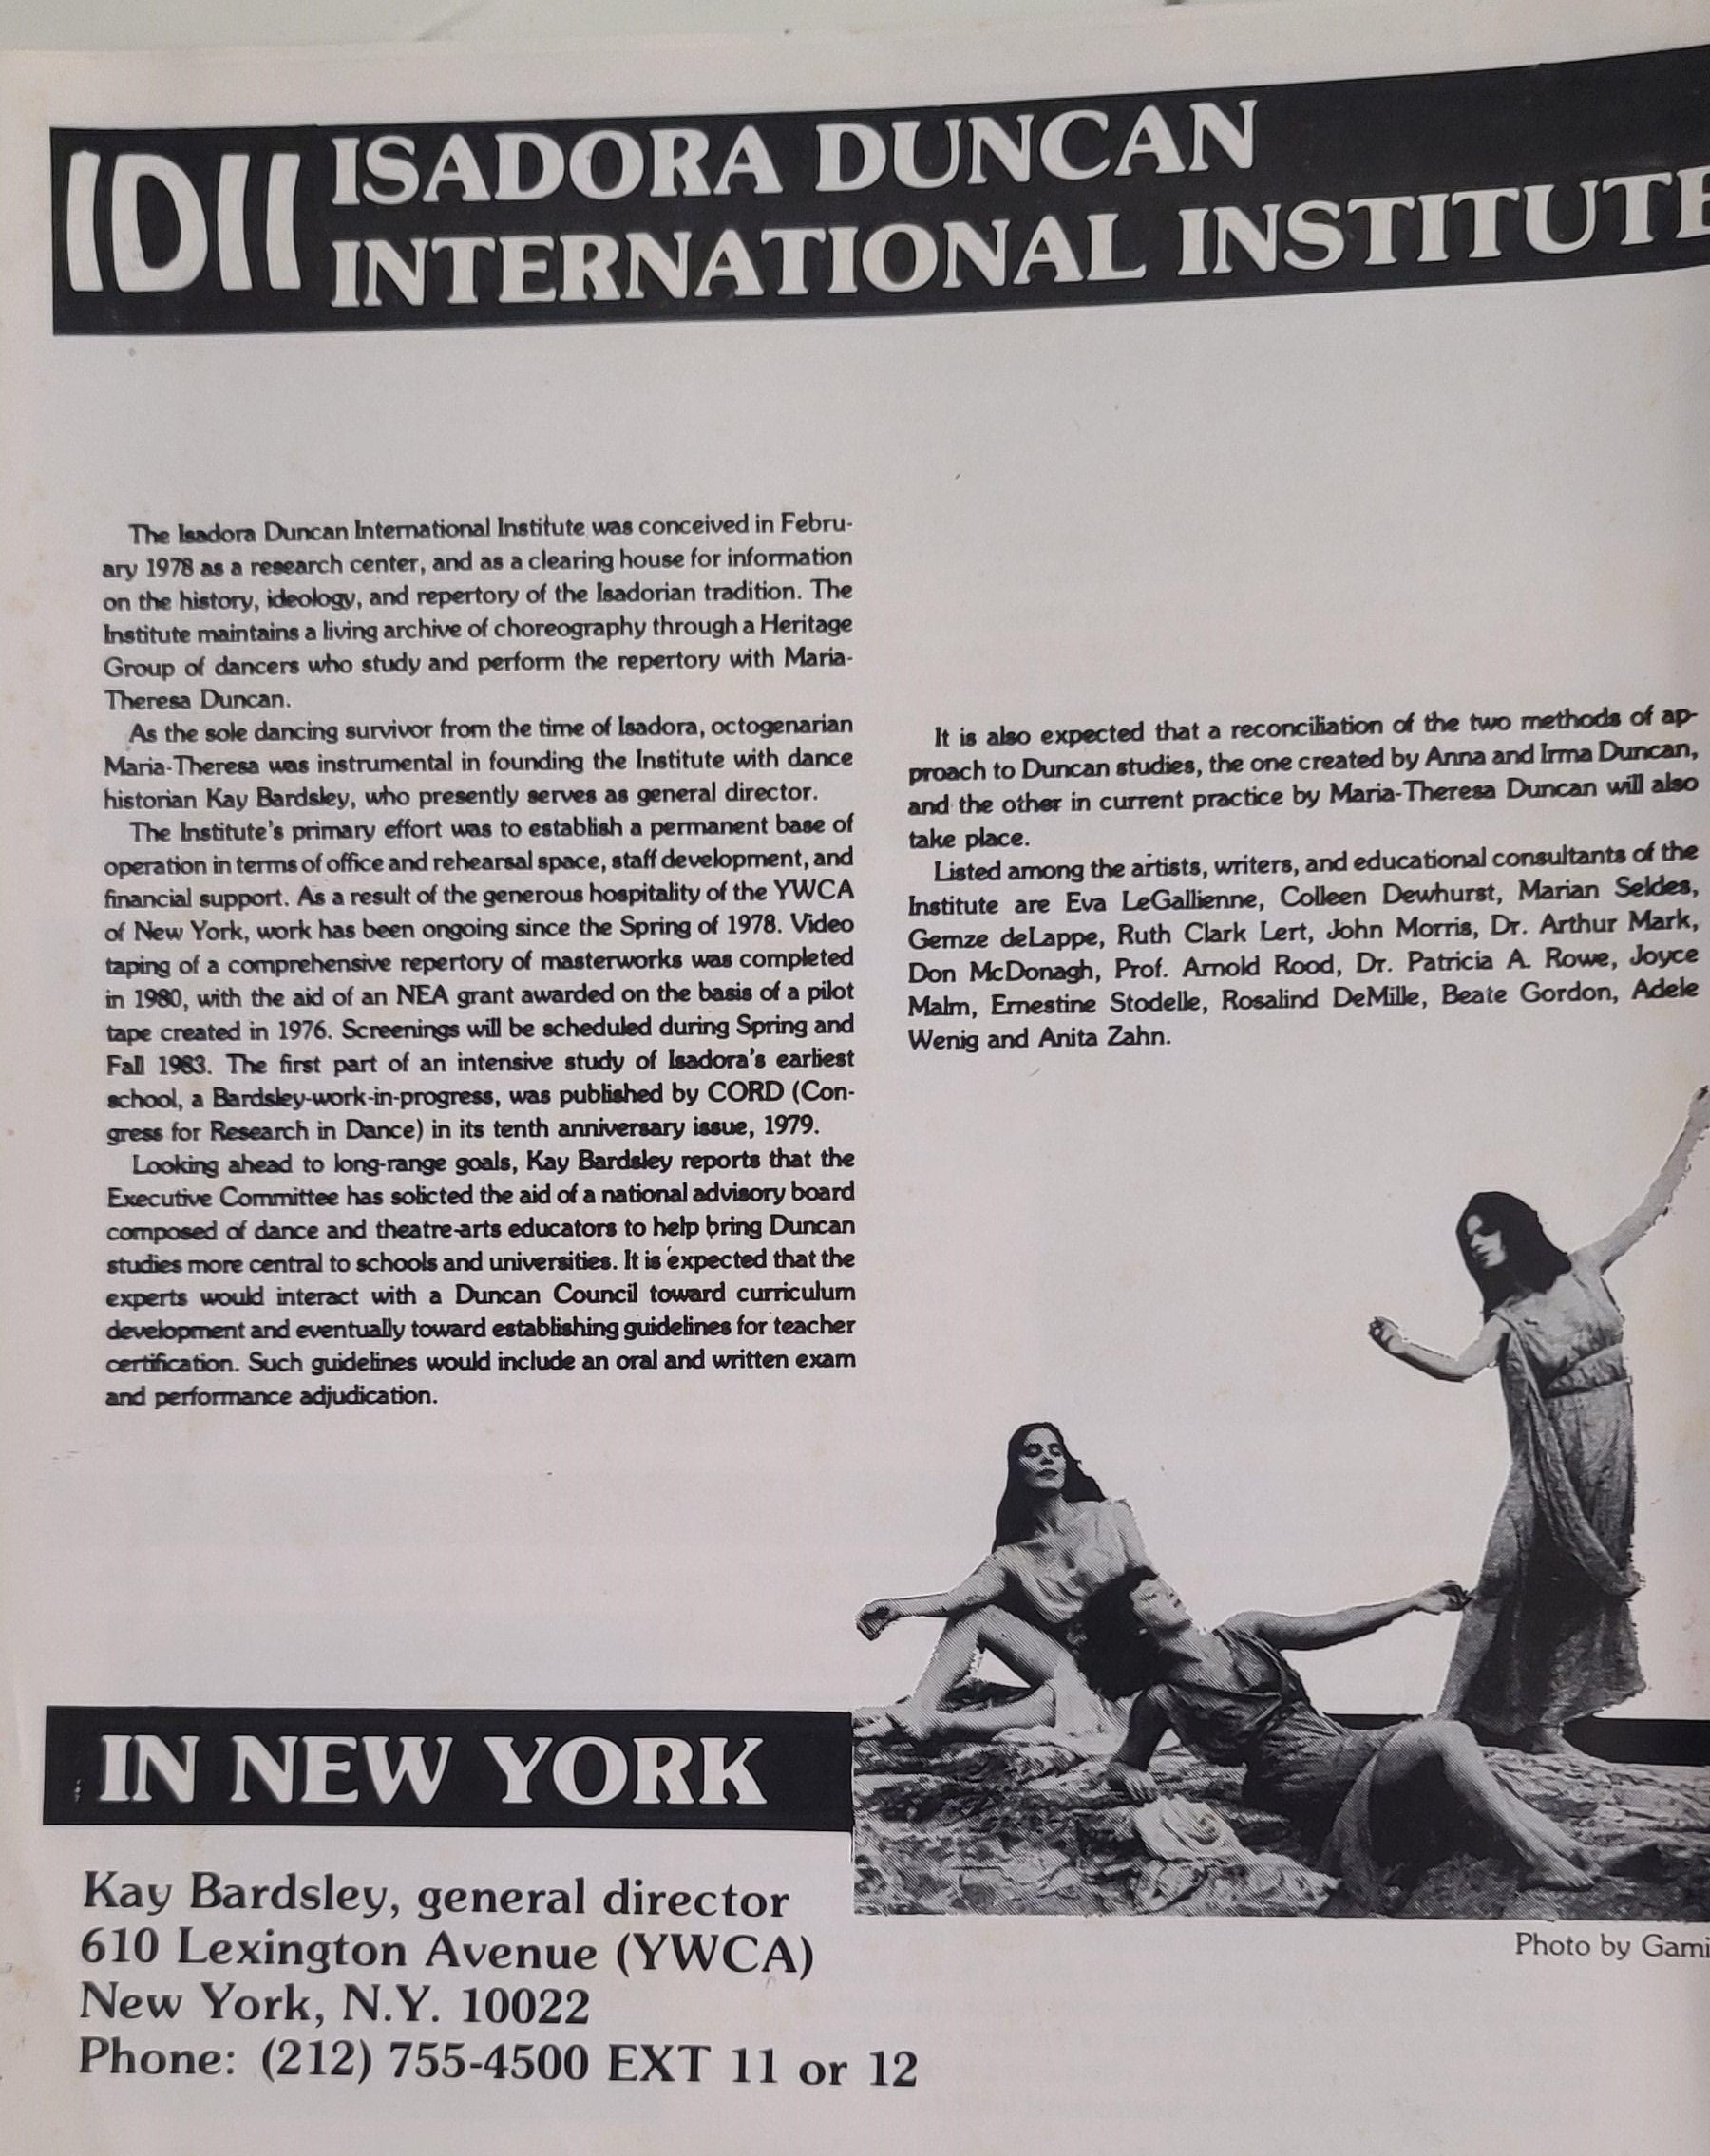 IDII ISADORA DUNCAN
INTERNATIONAL INSTITUTE
The Isadora Duncan International Institute was conceived in Febru-
ary 1978 as a research center, and as a clearing house for information
on the history, ideology, and repertory of the Isadorian tradition. The
Institute maintains a living archive of choreography through a Heritage
Group of dancers who study and perform the repertory with Maria-
Theresa Duncan.
As the sole dancing survivor from the time of Isadora, octogenarian
Maria-Theresa was instrumental in founding the Institute with dance
historian Kay Bardsley, who presently serves as general director.
The Institute's primary effort was to establish a permanent base of
operation in terms of office and rehearsal space, staff development, and
financial support. As a result of the generous hospitality of the YWCA
of New York, work has been ongoing since the Spring of 1978. Video
taping of a comprehensive repertory of masterworks was completed
in 1980, with the aid of an NEA grant awarded on the basis of a pilot
tape created in 1976. Screenings will be scheduled during Spring and
Fall 1983. The first part of an intensive study of Isadora's earliest
school, a Bardsley-work-in-progress, was published by CORD (Con-
gress for Research in Dance) in its tenth anniversary issue, 1979.
Looking ahead to long-range goals, Kay Bardsley reports that the
Executive Committee has solicted the aid of a national advisory board
composed of dance and theatre-arts educators to help bring Duncan
studies more central to schools and universities. It is expected that the
experts would interact with a Duncan Council toward curriculum
development and eventually toward establishing guidelines for teacher
certification. Such guidelines would include an oral and written exam
and performance adjudication.
It is also expected that a reconciliation of the two methods of ap-
proach to Duncan studies, the one created by Anna and Irma Duncan,
and the other in current practice by Maria-Theresa Duncan will also
take place.
Listed among the artists, writers, and educational consultants of the
Institute are Eva LeGallienne, Colleen Dewhurst, Marian Seldes,
Gemze deLappe, Ruth Clark Lert, John Morris, Dr. Arthur Mark,
Don McDonagh, Prof. Arnold Rood, Dr. Patricia A. Rowe, Joyce
Malm, Ernestine Stodelle, Rosalind DeMille, Beate Gordon, Adele
Wenig and Anita Zahn.
IN NEW YORK
Kay Bardsley, general director
610 Lexington Avenue (YWCA)
New York, N.Y. 10022
Phone: (212) 755-4500 EXT 11 or 12
Photo by